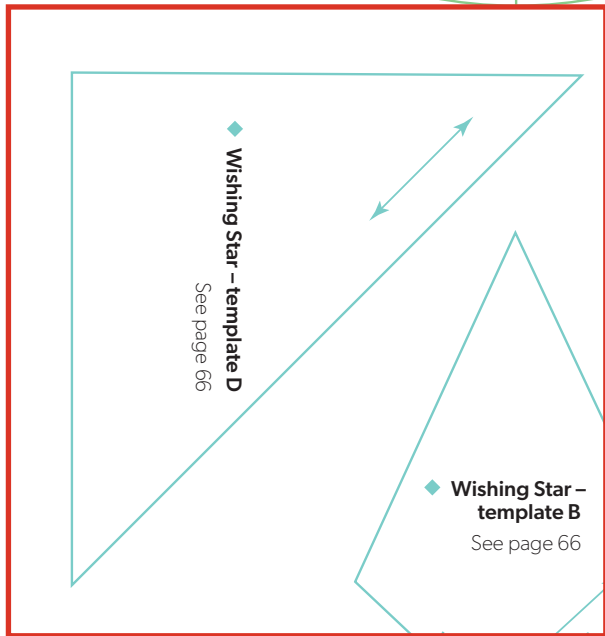 Wishing Star – template D
See page 66
Wishing Star –
template B
See page 66